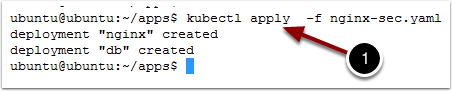 ubuntu@ubuntu:~/apps$ kubectl apply  -f nginx-sec.yaml
deployment "nginx" created
deployment "db" created
ubuntu@ubuntu:~/apps$
1